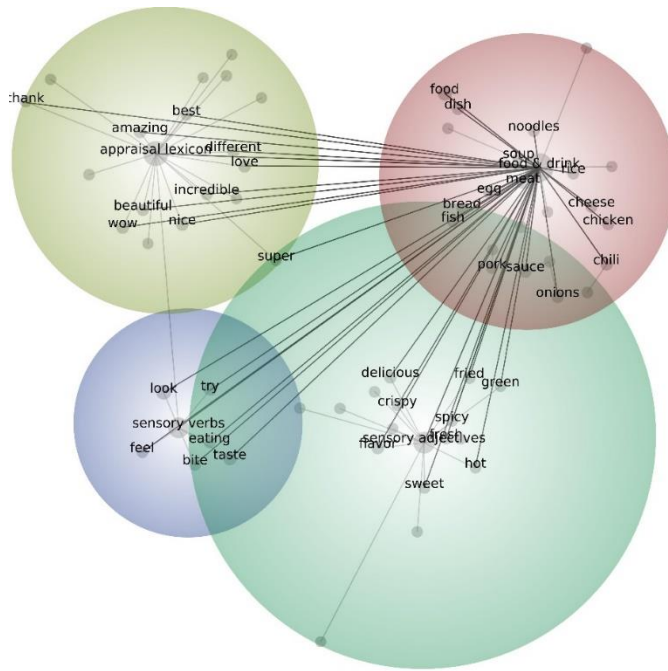 thank
best
amazing
appraisal lexicon
different
love
incredible
beautiful
wow
nice
super
food
dish
noodles
soup
food & drink
rice
meat
egg
bread
fish
cheese
chicken
pork
sauce
chili
onions
look
try
sensory verbs
feel
eating
bite
taste
delicious
fried
green
crispy
spicy
fresh
sensory adjectives
flavor
hot
sweet